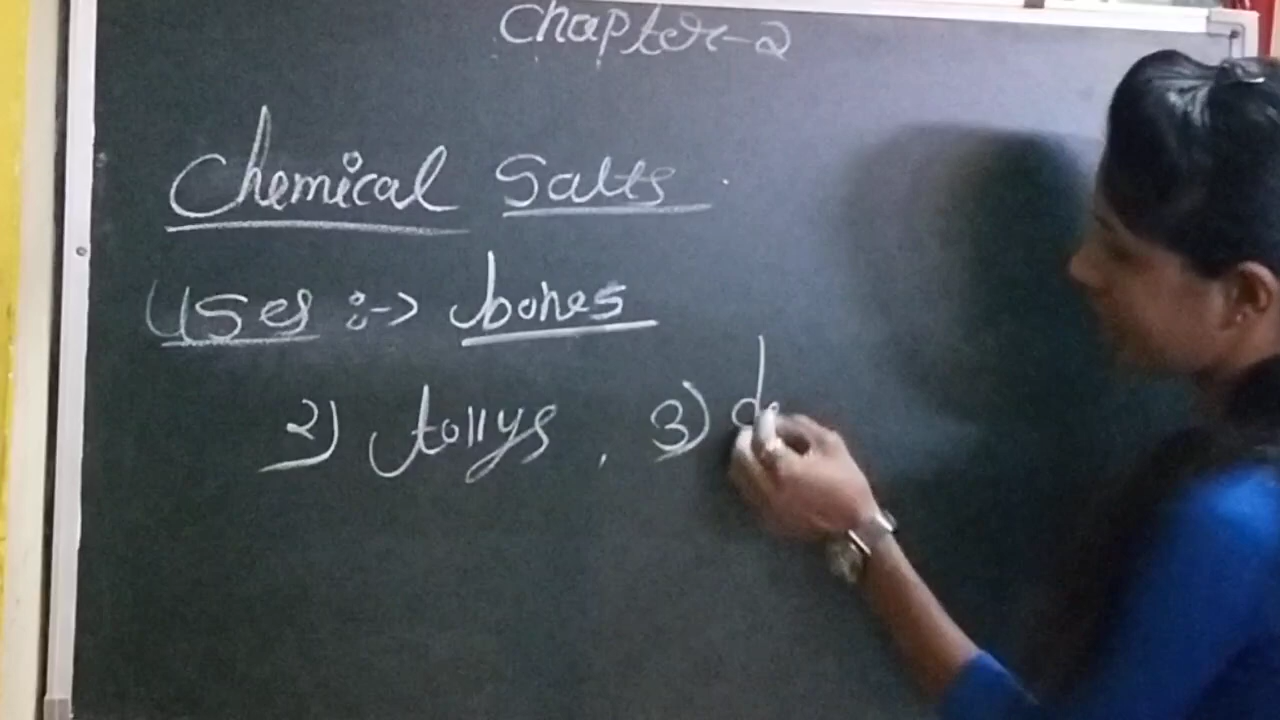 Chapter-2
Chemical Salts
Uses :-> bones
2) tollys, 3) d